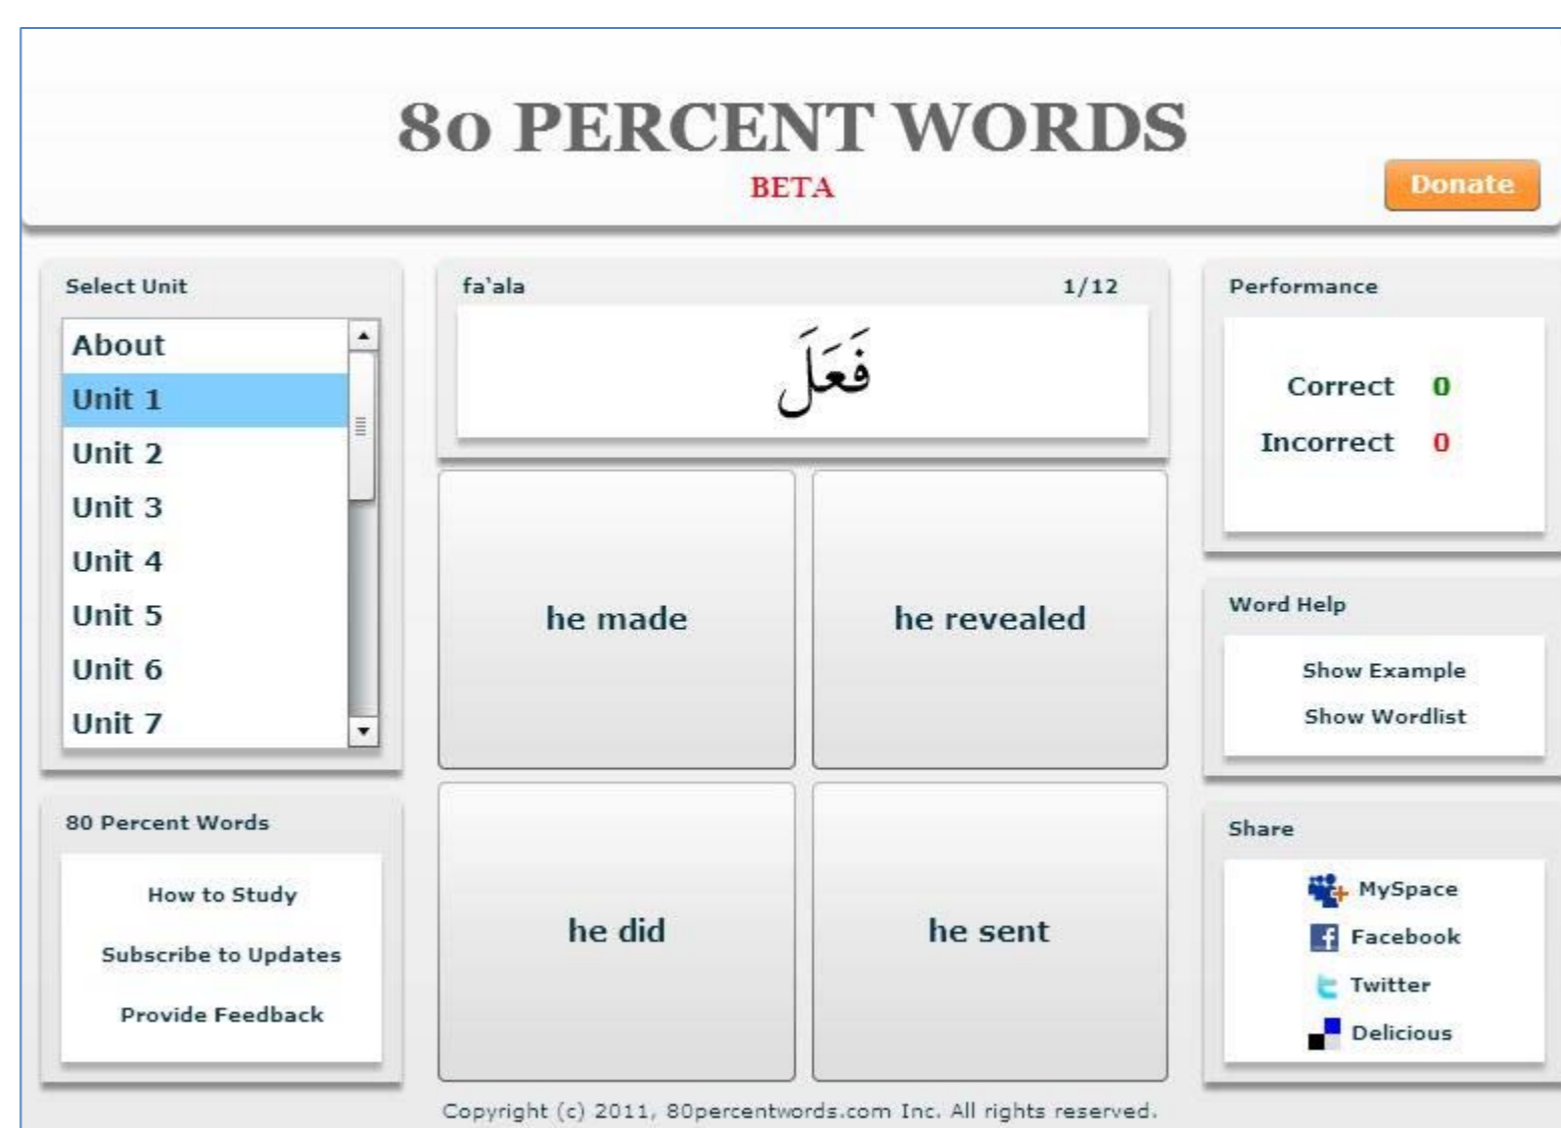 80 PERCENT WORDS
BETA
Donate
Select Unit
About
Unit 1
Unit 2
Unit 3
Unit 4
Unit 5
Unit 6
Unit 7
80 Percent Words
How to Study
Subscribe to Updates
Provide Feedback
fa'ala 1/12
فَعَلَ
he made
he revealed
he did
he sent
Performance
Correct 0
Incorrect 0
Word Help
Show Example
Show Wordlist
Share
MySpace
Facebook
Twitter
Delicious
Copyright (c) 2011, 80percentwords.com Inc. All rights reserved.